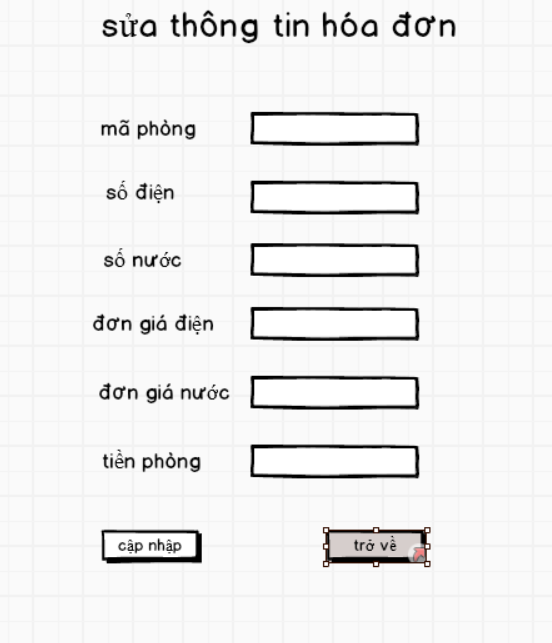 sửa thông tin hóa đơn
mã phòng
số điện
số nước
đơn giá điện
đơn giá nước
tiền phòng
cập nhập
trở về